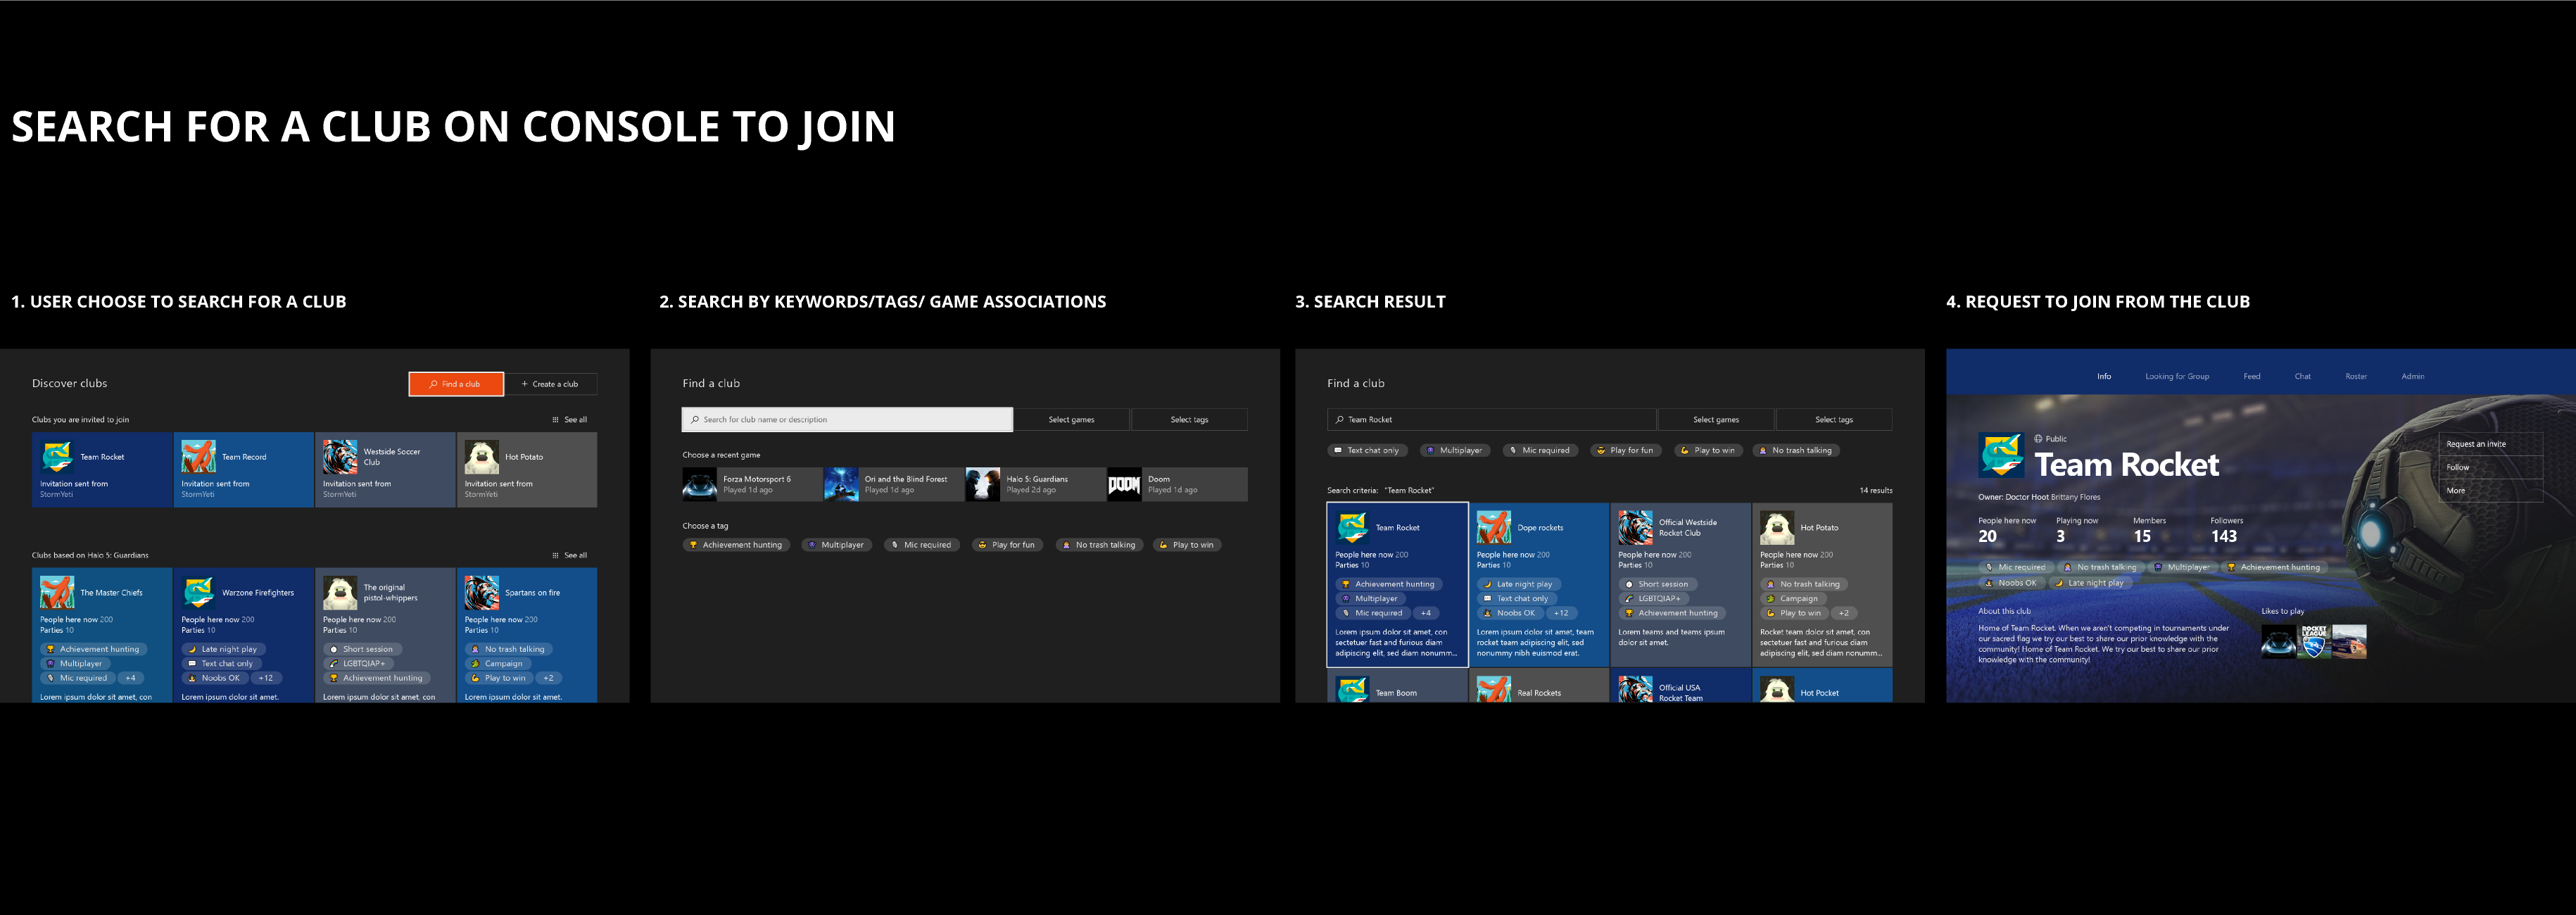 SEARCH FOR A CLUB ON CONSOLE TO JOIN
1. USER CHOOSE TO SEARCH FOR A CLUB
Discover clubs
Find a club
+ Create a club
Clubs you are invited to join
See all
Team Rocket
Invitation sent from
StormYeti
Team Record
Invitation sent from
StormYeti
Westside Soccer
Club
Invitation sent from
StormYeti
Hot Potato
Invitation sent from
StormYeti
Clubs based on Halo 5: Guardians
See all
The Master Chiefs
People here now 200
Parties 10
Achievement hunting
Multiplayer
Mic required +4
Lorem ipsum dolor sit amet, con
Warzone Firefighters
People here now 200
Parties 10
Late night play
Text chat only
Noobs OK +12
Lorem ipsum dolor sit amet.
The original
pistol-whippers
People here now 200
Parties 10
Short session
LGBTQIAP+
Achievement hunting
Lorem ipsum dolor sit amet, con
Spartans on fire
People here now 200
Parties 10
No trash talking
Campaign
Play to win +2
Lorem ipsum dolor sit amet.
2. SEARCH BY KEYWORDS/TAGS/ GAME ASSOCIATIONS
Find a club
Search for club name or description
Select games
Select tags
Choose a recent game
Forza Motorsport 6
Played 1d ago
Ori and the Blind Forest
Played 1d ago
Halo 5: Guardians
Played 2d ago
DOOM
Doom
Played 1d ago
Choose a tag
Achievement hunting
Multiplayer
Mic required
Play for fun
No trash talking
Play to win
3. SEARCH RESULT
Find a club
Team Rocket
Select games
Select tags
Text chat only
Multiplayer
Mic required
Play for fun
Play to win
No trash talking
Search criteria: "Team Rocket"
14 results
Team Rocket
People here now 200
Parties 10
Achievement hunting
Multiplayer
Mic required +4
Lorem ipsum dolor sit amet, con
sectetuer fast and furious diam
adipiscing elit, sed diam nonumm...
Dope rockets
People here now 200
Parties 10
Late night play
Text chat only
Noobs OK +12
Lorem ipsum dolor sit amet, team
rocket team adipiscing elit, sed
nonummy nibh euismod erat.
Official Westside
Rocket Club
People here now 200
Parties 10
Short session
LGBTQIAP+
Achievement hunting
Lorem teams and teams ipsum
dolor sit amet.
Hot Potato
People here now 200
Parties 10
No trash talking
Campaign
Play to win +2
Rocket team dolor sit amet, con
sectetuer fast and furious diam
adipiscing elit, sed diam nonumm...
Team Boom
Real Rockets
Official USA
Rocket Team
Hot Pocket
4. REQUEST TO JOIN FROM THE CLUB
Info
Looking for Group
Feed
Chat
Roster
Admin
Public
Team Rocket
Owner: Doctor Hoot Brittany Flores
People here now
20
Playing now
3
Members
15
Followers
143
Mic required
No trash talking
Multiplayer
Achievement hunting
Noobs OK
Late night play
About this club
Home of Team Rocket. When we aren't competing in tournaments under
our sacred flag we try our best to share our prior knowledge with the
community! Home of Team Rocket. We try our best to share our prior
knowledge with the community!
Likes to play
ROCKET
LEAGUE
Request an invite
Follow
More